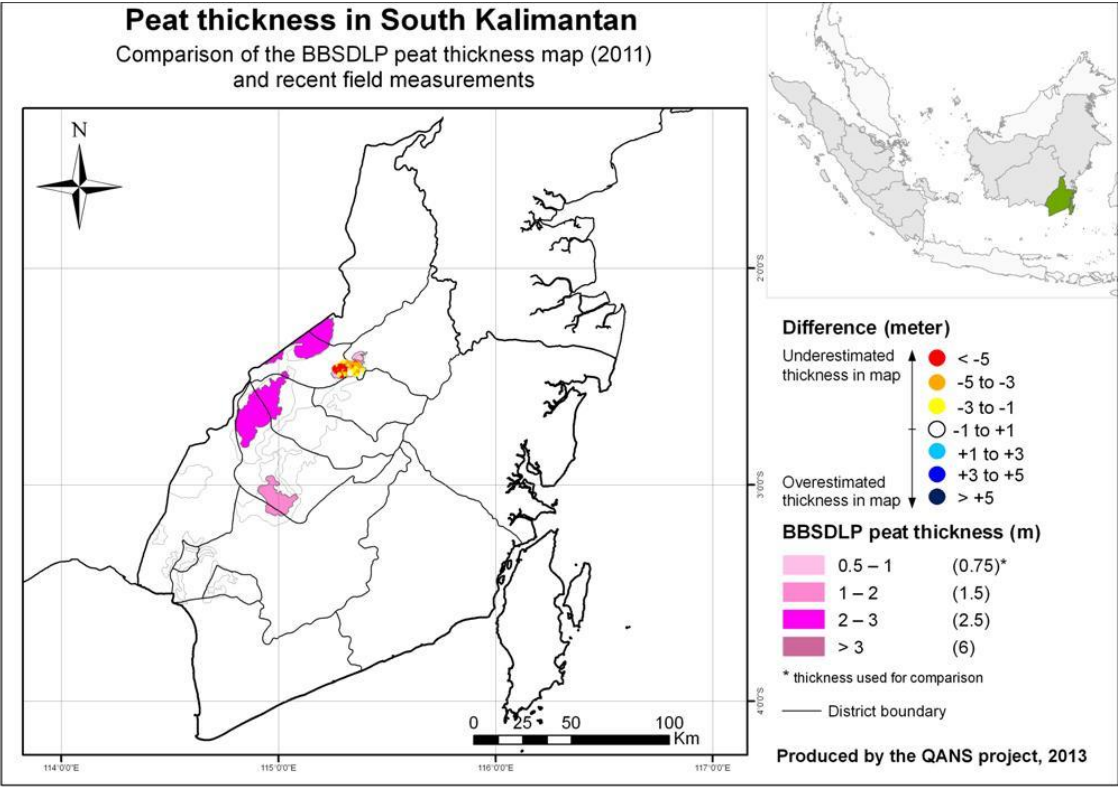 Peat thickness in South Kalimantan
Comparison of the BBSDLP peat thickness map (2011)
and recent field measurements
N
2°0'0"S
3°0'0"S
4°0'0"S
0 25 50 100
Km
114°0'0"E 115°0'0"E 116°0'0"E 117°0'0"E
Difference (meter)
Underestimated
thickness in map
< -5
-5 to -3
-3 to -1
-1 to +1
+1 to +3
+3 to +5
> +5
Overestimated
thickness in map
BBSDLP peat thickness (m)
0.5 – 1 (0.75)*
1 – 2 (1.5)
2 – 3 (2.5)
> 3 (6)
* thickness used for comparison
District boundary
Produced by the QANS project, 2013